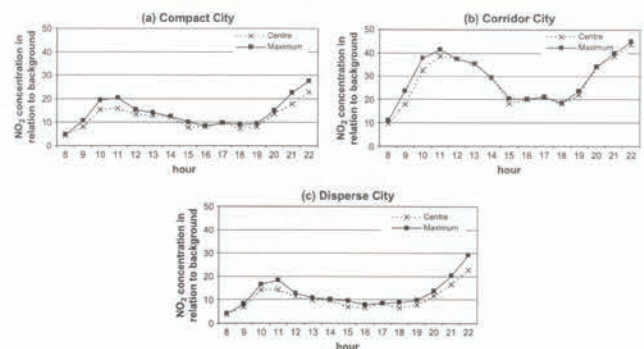 (a) Compact City
NO2 concentration in
relation to background
50
40
30
20
10
0
Centre
Maximum
8 9 10 11 12 13 14 15 16 17 18 19 20 21 22
hour
(b) Corridor City
NO2 concentration in
relation to background
50
40
30
20
10
0
Centre
Maximum
8 9 10 11 12 13 14 15 16 17 18 19 20 21 22
hour
(c) Disperse City
NO2 concentration in
relation to background
50
40
30
20
10
0
Centre
Maximum
8 9 10 11 12 13 14 15 16 17 18 19 20 21 22
hour